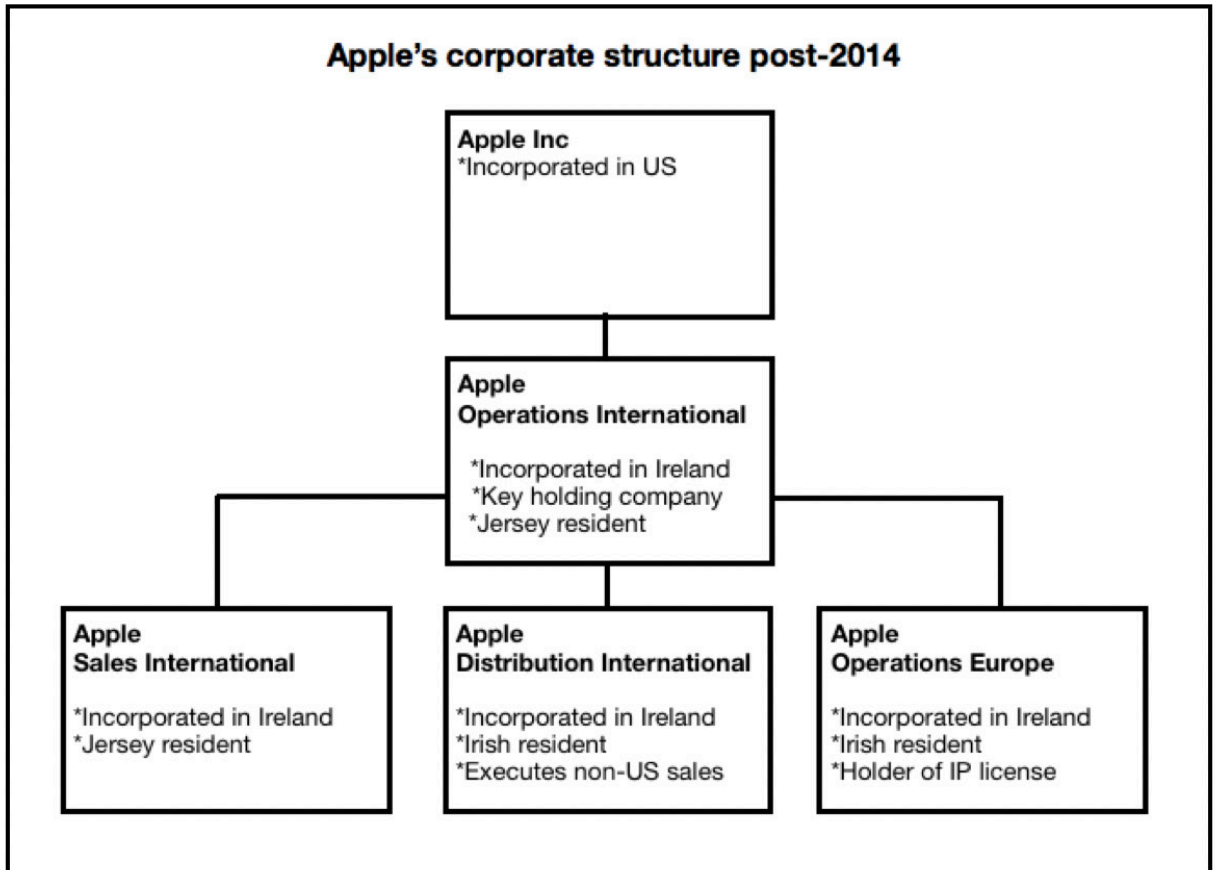 Apple's corporate structure post-2014
Apple Inc
*Incorporated in US
Apple
Operations International
*Incorporated in Ireland
*Key holding company
*Jersey resident
Apple
Sales International
*Incorporated in Ireland
*Jersey resident
Apple
Distribution International
*Incorporated in Ireland
*Irish resident
*Executes non-US sales
Apple
Operations Europe
*Incorporated in Ireland
*Irish resident
*Holder of IP license